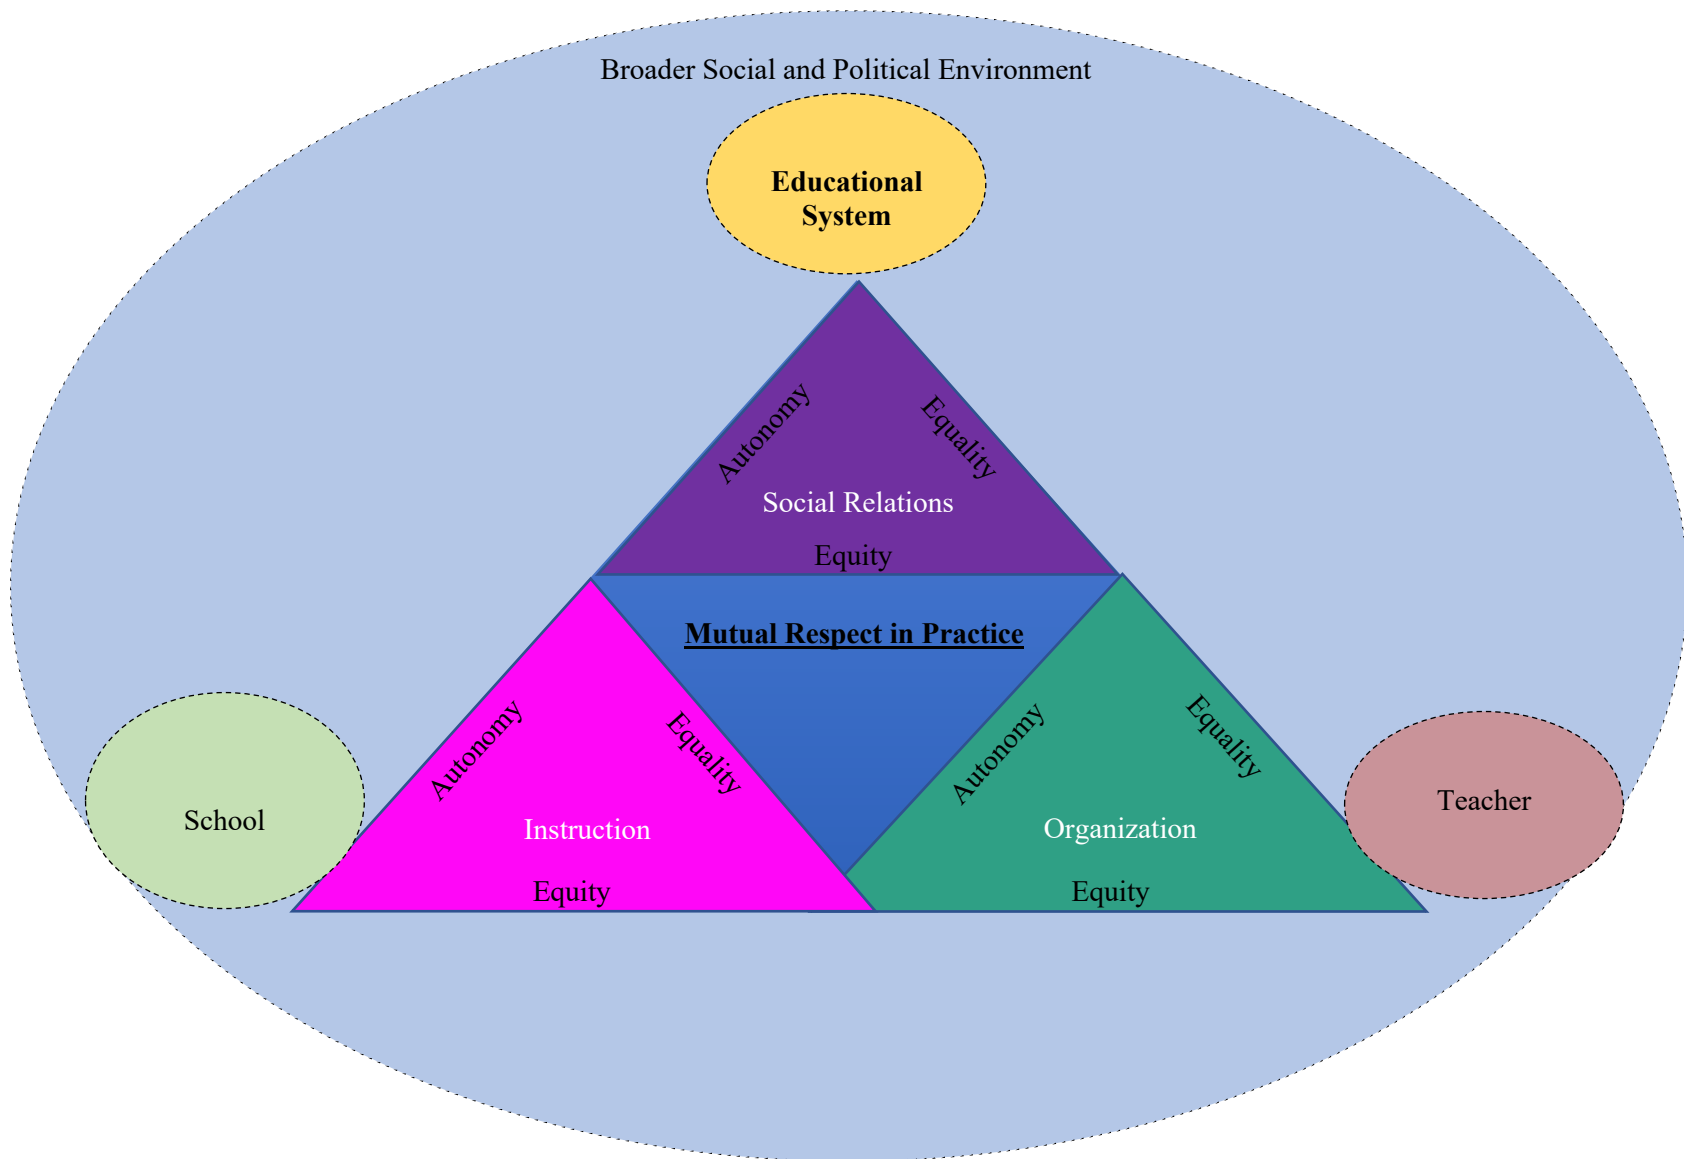 Broader Social and Political Environment
Educational
System
Autonomy
Equality
Social Relations
Equity
Mutual Respect in Practice
School
Autonomy
Equality
Instruction
Equity
Autonomy
Equality
Organization
Equity
Teacher